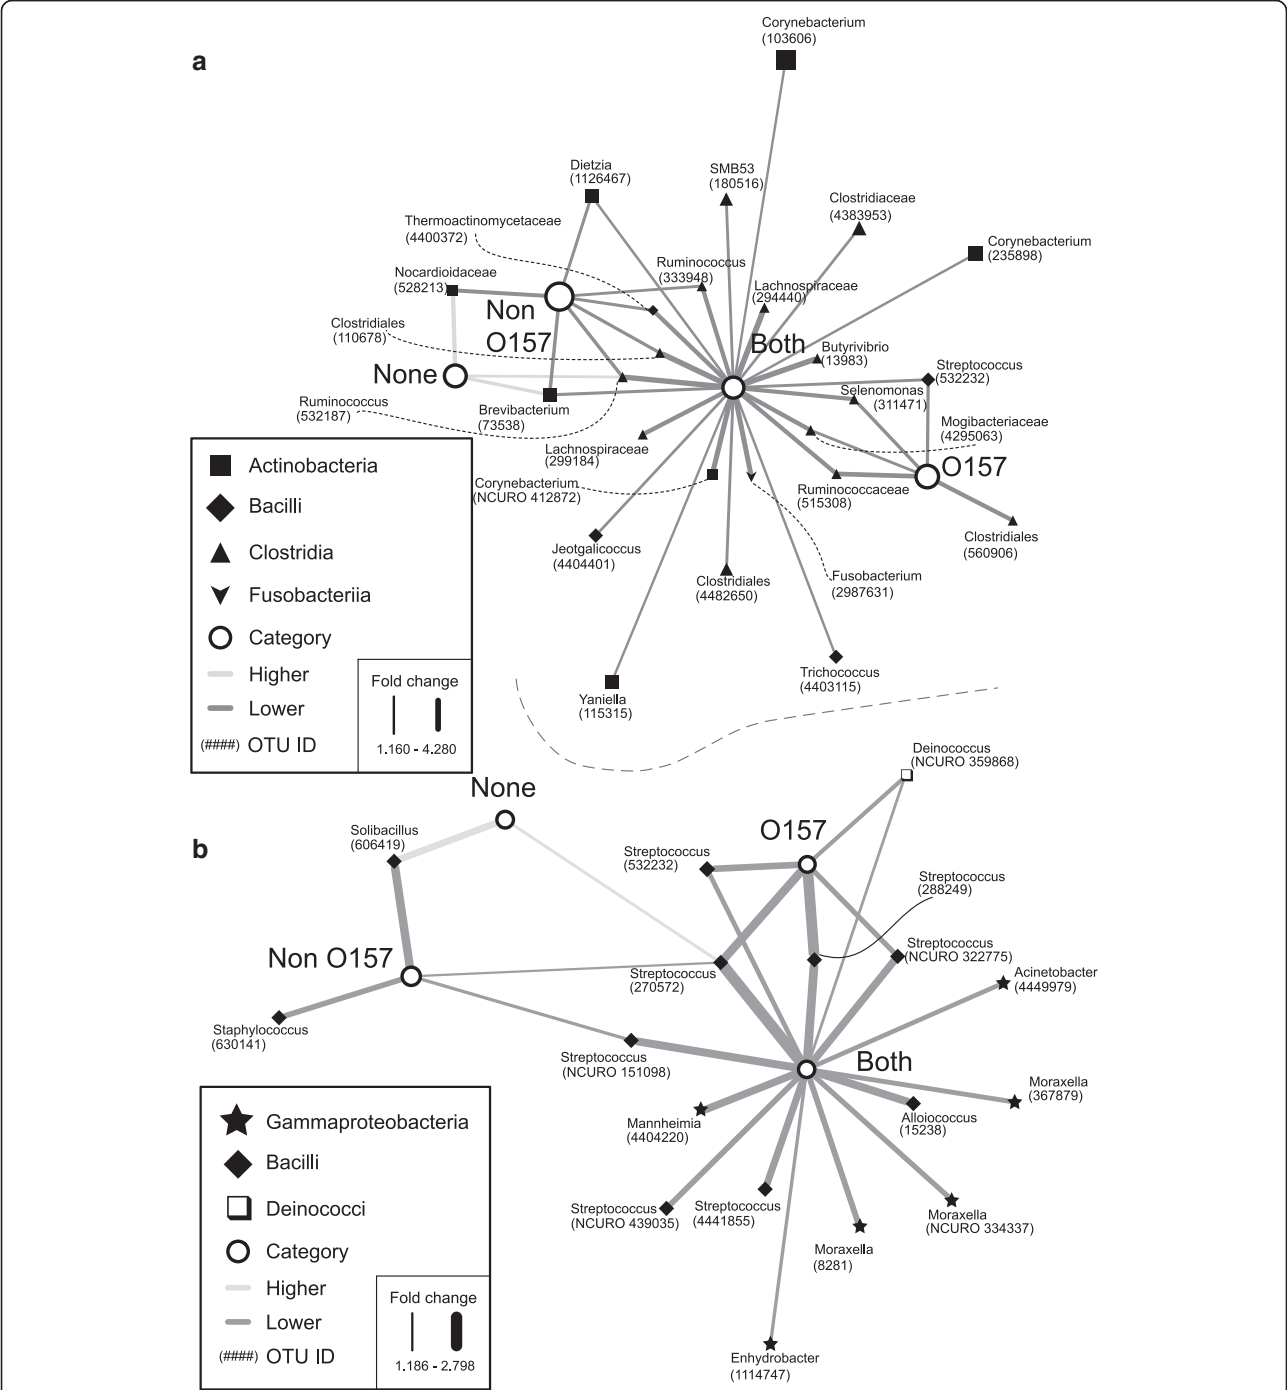 a
Corynebacterium
(103606)
Dietzia
(1126467)
SMB53
(180516)
Clostridiaceae
(4383953)
Thermoactinomycetaceae
(4400372)
Corynebacterium
(235898)
Ruminococcus
(333948)
Nocardioidaceae
(528213)
Lachnospiraceae
(294440)
Non
O157
Clostridiales
(110678)
Both
Butyrivibrio
(13983)
Streptococcus
(532232)
None
Selenomonas
(311471)
Ruminococcus
(532187)
Brevibacterium
(73538)
Mogibacteriaceae
(4295063)
Lachnospiraceae
(299184)
O157
Corynebacterium
(NCURO 412872)
Ruminococcaceae
(515308)
Clostridiales
(560906)
Jeotgalicoccus
(4404401)
Clostridiales
(4482650)
Fusobacterium
(2987631)
Trichococcus
(4403115)
Yaniella
(115315)
Actinobacteria
Bacilli
Clostridia
Fusobacteriia
Category
Higher
Lower
(####) OTU ID
Fold change
1.160 - 4.280
b
None
Deinococcus
(NCURO 359868)
Solibacillus
(606419)
O157
Streptococcus
(532232)
Streptococcus
(288249)
Non O157
Streptococcus
(NCURO 322775)
Streptococcus
(270572)
Acinetobacter
(4449979)
Staphylococcus
(630141)
Streptococcus
(NCURO 151098)
Both
Moraxella
(367879)
Mannheimia
(4404220)
Alloiococcus
(15238)
Streptococcus
(NCURO 439035)
Streptococcus
(4441855)
Moraxella
(NCURO 334337)
Moraxella
(8281)
Enhydrobacter
(1114747)
Gammaproteobacteria
Bacilli
Deinococci
Category
Higher
Lower
(####) OTU ID
Fold change
1.186 - 2.798